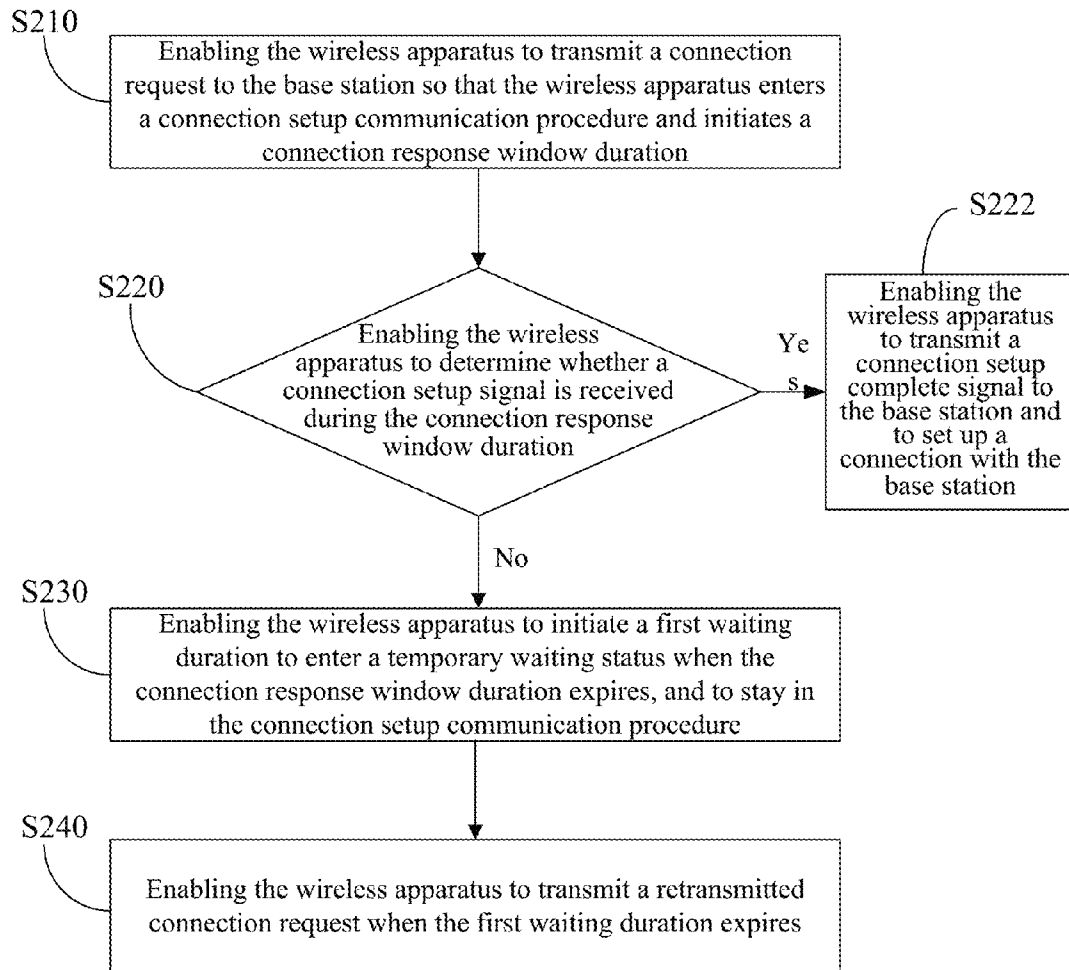 S210
Enabling the wireless apparatus to transmit a connection
request to the base station so that the wireless apparatus enters
a connection setup communication procedure and initiates a
connection response window duration
S220
Enabling the wireless
apparatus to determine whether a
connection setup signal is received
during the connection response
window duration
Ye
s
S222
Enabling the
wireless apparatus
to transmit a
connection setup
complete signal to
the base station and
to set up a
connection with the
base station
No
S230
Enabling the wireless apparatus to initiate a first waiting
duration to enter a temporary waiting status when the
connection response window duration expires, and to stay in
the connection setup communication procedure
S240
Enabling the wireless apparatus to transmit a retransmitted
connection request when the first waiting duration expires